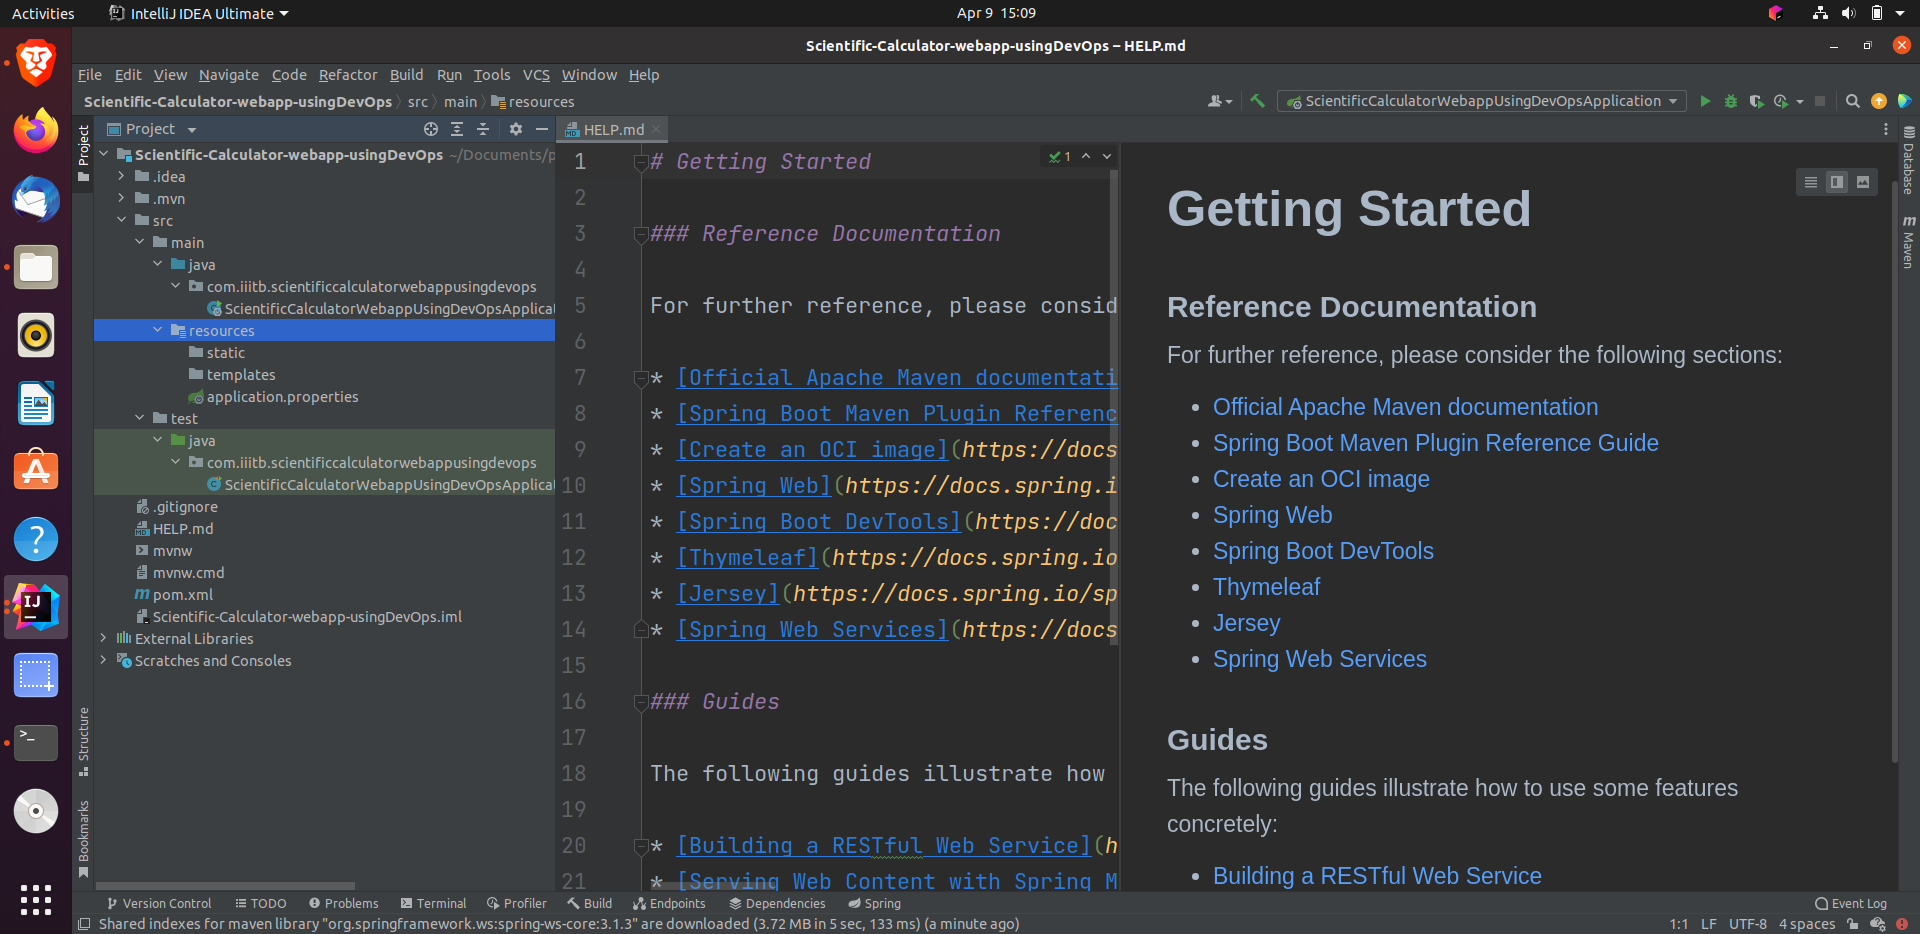 Activities
IntelliJ IDEA Ultimate
Apr 9 15:09
Scientific-Calculator-webapp-usingDevOps – HELP.md
File Edit View Navigate Code Refactor Build Run Tools VCS Window Help
Scientific-Calculator-webapp-usingDevOps src main resources
ScientificCalculatorWebappUsingDevOpsApplication
Project
Project
Structure
Bookmarks
Scientific-Calculator-webapp-usingDevOps ~/Documents/p
.idea
.mvn
src
main
java
com.iiitb.scientificcalculatorwebappusingdevops
ScientificCalculatorWebappUsingDevOpsApplicat
resources
static
templates
application.properties
test
java
com.iiitb.scientificcalculatorwebappusingdevops
ScientificCalculatorWebappUsingDevOpsApplicat
.gitignore
HELP.md
mvnw
mvnw.cmd
pom.xml
Scientific-Calculator-webapp-usingDevOps.iml
External Libraries
Scratches and Consoles
HELP.md
1
1 # Getting Started
2
3 ### Reference Documentation
4
5 For further reference, please consid
6
7 * [Official Apache Maven documentati
8 * [Spring Boot Maven Plugin Referenc
9 * [Create an OCI image](https://docs
10 * [Spring Web](https://docs.spring.i
11 * [Spring Boot DevTools](https://doc
12 * [Thymeleaf](https://docs.spring.io
13 * [Jersey](https://docs.spring.io/sp
14 * [Spring Web Services](https://docs
15
16 ### Guides
17
18 The following guides illustrate how
19
20 * [Building a RESTful Web Service](h
21 * [Serving Web Content with Spring M
Getting Started
Reference Documentation
For further reference, please consider the following sections:
• Official Apache Maven documentation
• Spring Boot Maven Plugin Reference Guide
• Create an OCI image
• Spring Web
• Spring Boot DevTools
• Thymeleaf
• Jersey
• Spring Web Services
Guides
The following guides illustrate how to use some features
concretely:
• Building a RESTful Web Service
Database
m Maven
Version Control TODO Problems Terminal Profiler Build Endpoints Dependencies Spring Event Log
Shared indexes for maven library "org.springframework.ws:spring-ws-core:3.1.3" are downloaded (3.72 MB in 5 sec, 133 ms) (a minute ago) 1:1 LF UTF-8 4 spaces